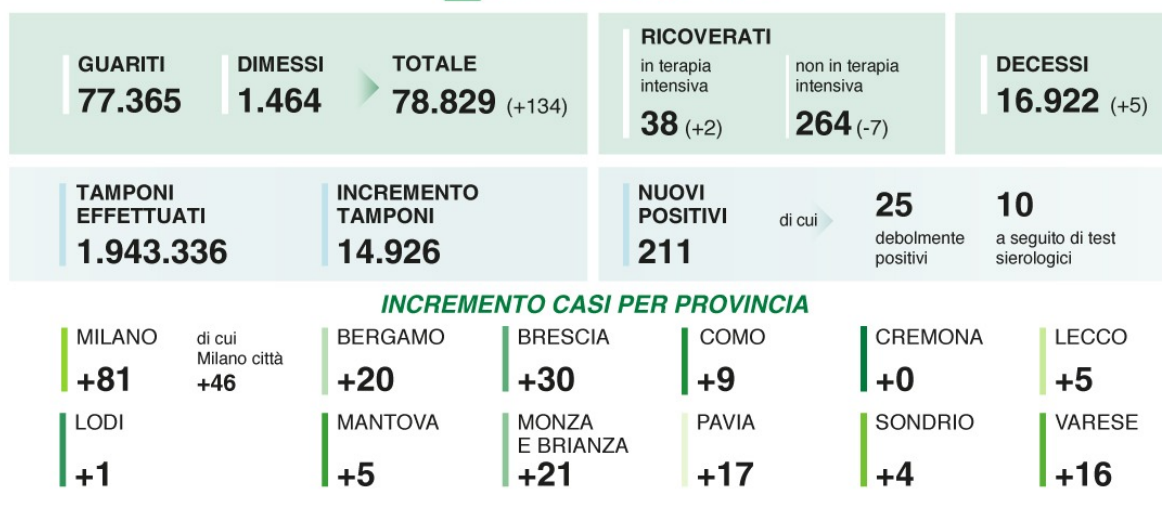 GUARITI
77.365
DIMESSI
1.464
TOTALE
78.829 (+134)
RICOVERATI
in terapia
intensiva
38 (+2)
non in terapia
intensiva
264 (-7)
DECESSI
16.922 (+5)
TAMPONI
EFFETTUATI
1.943.336
INCREMENTO
TAMPONI
14.926
NUOVI
POSITIVI
211
di cui
25
debolmente
positivi
10
a seguito di test
sierologici
INCREMENTO CASI PER PROVINCIA
MILANO
+81
di cui
Milano città
+46
BERGAMO
+20
BRESCIA
+30
COMO
+9
CREMONA
+0
LECCO
+5
LODI
+1
MANTOVA
+5
MONZA
E BRIANZA
+21
PAVIA
+17
SONDRIO
+4
VARESE
+16